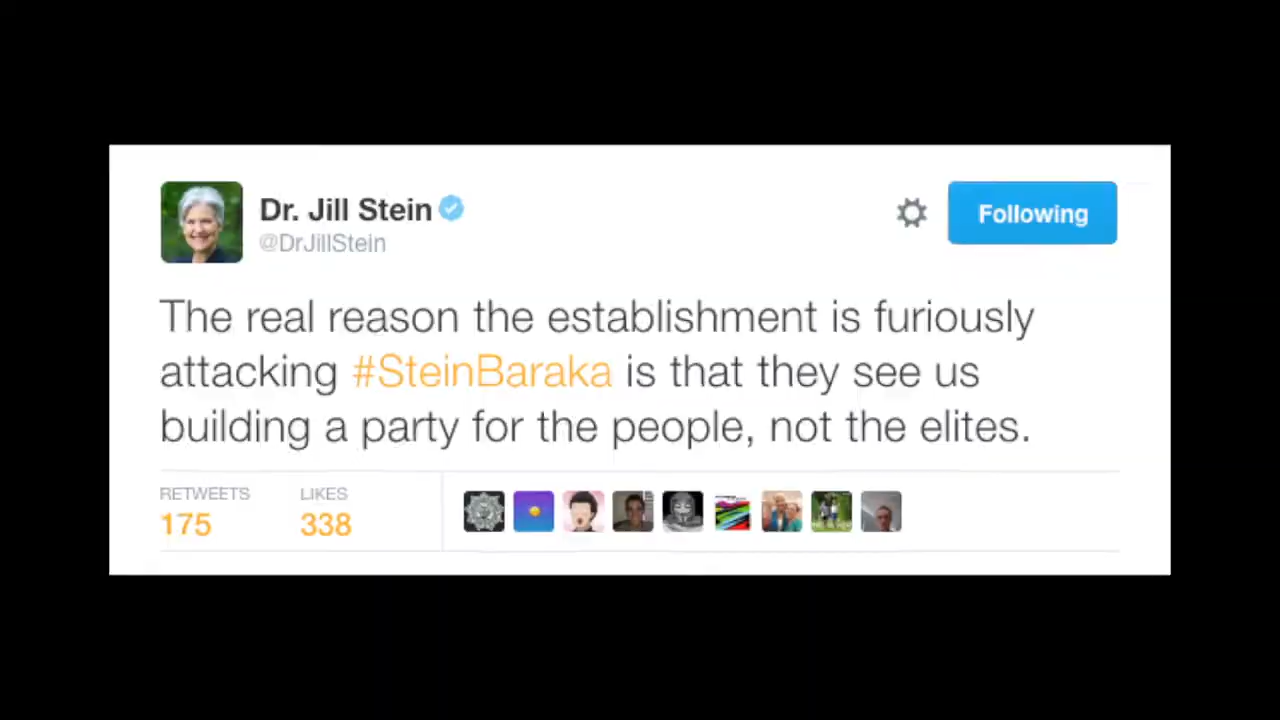 Dr. Jill Stein
@DrJillStein
Following
The real reason the establishment is furiously
attacking #SteinBaraka is that they see us
building a party for the people, not the elites.
RETWEETS LIKES
175 338